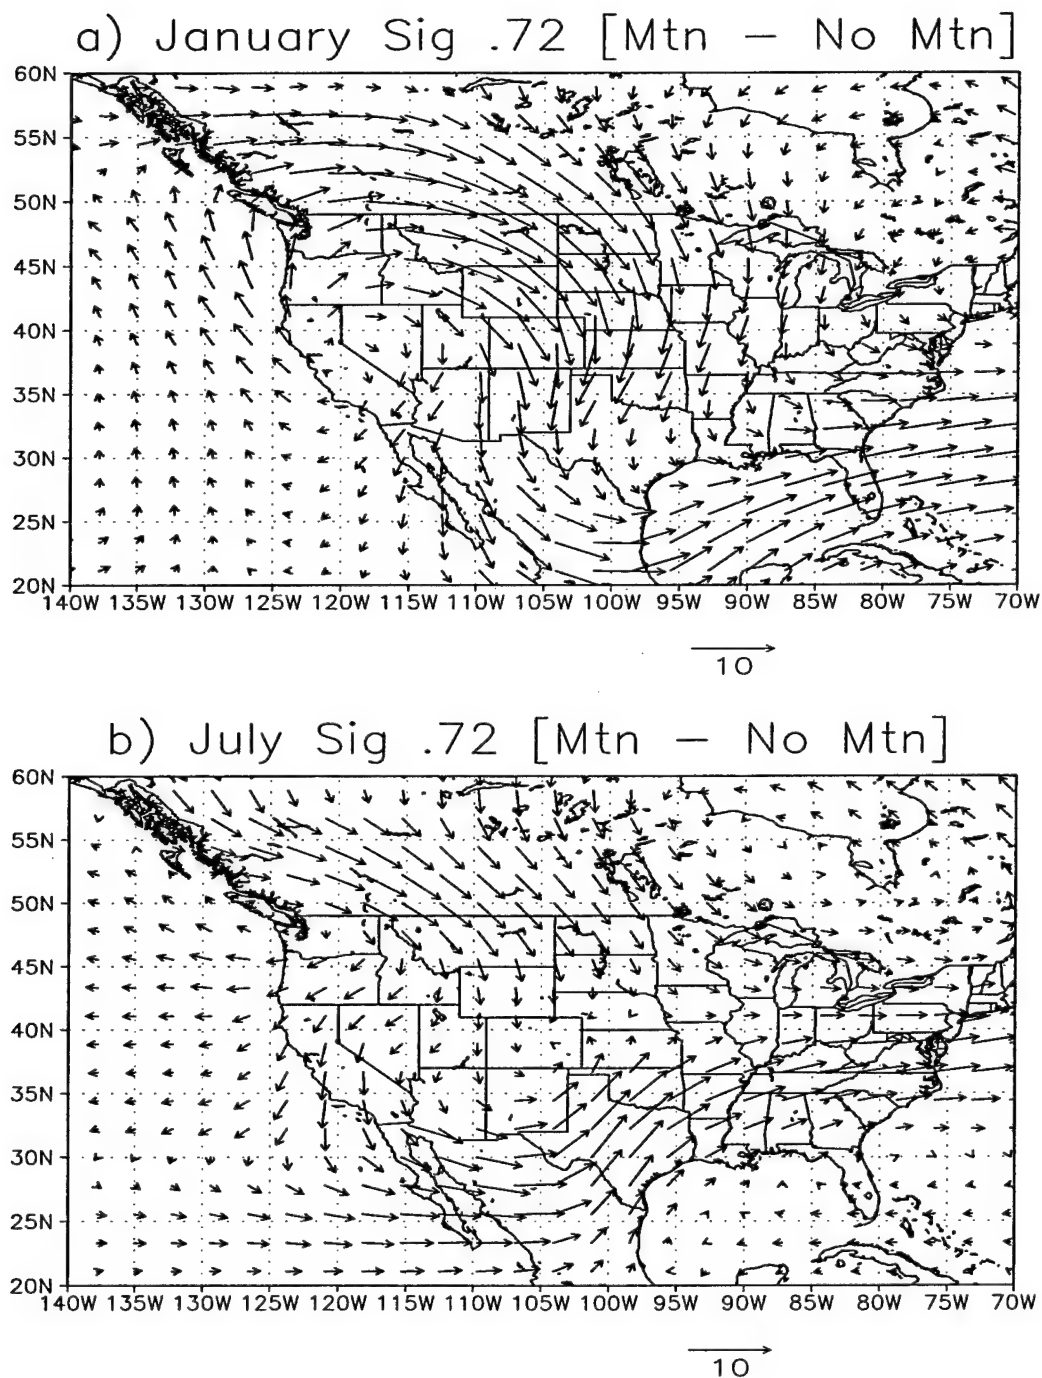 a) January Sig .72 [Mtn − No Mtn]
60N
55N
50N
45N
40N
35N
30N
25N
20N
140W 135W 130W 125W 120W 115W 110W 105W 100W 95W 90W 85W 80W 75W 70W
10
b) July Sig .72 [Mtn − No Mtn]
60N
55N
50N
45N
40N
35N
30N
25N
20N
140W 135W 130W 125W 120W 115W 110W 105W 100W 95W 90W 85W 80W 75W 70W
10